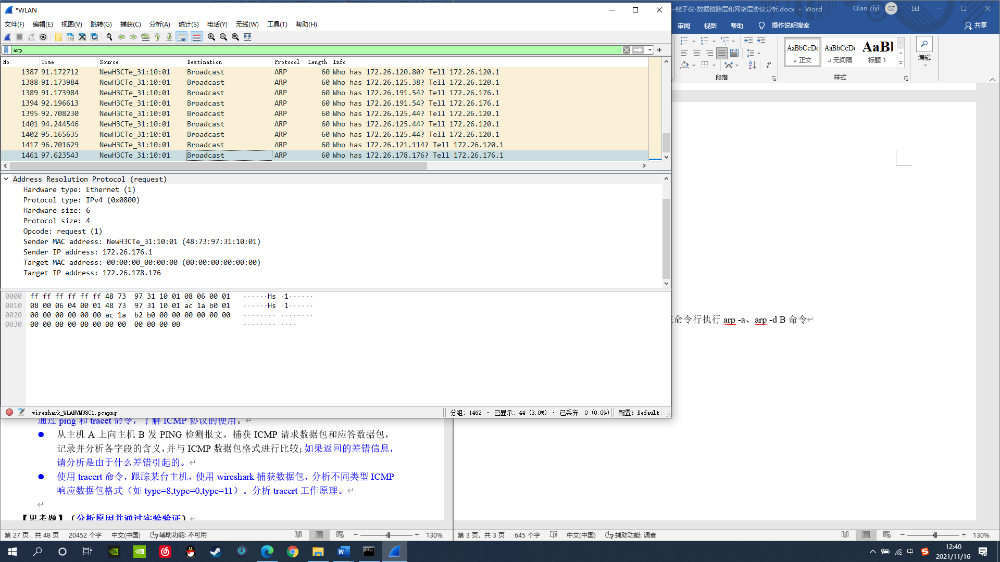 *WLAN
文件(F) 编辑(E) 视图(V) 跳转(G) 捕获(C) 分析(A) 统计(S) 电话(Y) 无线(W) 工具(T) 帮助(H)
arp
No. Time Source Destination Protocol Length Info
1387 91.172712 NewH3CTe_31:10:01 Broadcast ARP 60 Who has 172.26.120.80? Tell 172.26.120.1
1388 91.173984 NewH3CTe_31:10:01 Broadcast ARP 60 Who has 172.26.125.38? Tell 172.26.120.1
1389 91.173984 NewH3CTe_31:10:01 Broadcast ARP 60 Who has 172.26.191.54? Tell 172.26.176.1
1394 92.196613 NewH3CTe_31:10:01 Broadcast ARP 60 Who has 172.26.191.54? Tell 172.26.176.1
1395 92.708230 NewH3CTe_31:10:01 Broadcast ARP 60 Who has 172.26.125.44? Tell 172.26.120.1
1401 94.244546 NewH3CTe_31:10:01 Broadcast ARP 60 Who has 172.26.125.44? Tell 172.26.120.1
1402 95.165635 NewH3CTe_31:10:01 Broadcast ARP 60 Who has 172.26.125.44? Tell 172.26.120.1
1417 96.701629 NewH3CTe_31:10:01 Broadcast ARP 60 Who has 172.26.121.114? Tell 172.26.120.1
1461 97.623543 NewH3CTe_31:10:01 Broadcast ARP 60 Who has 172.26.178.176? Tell 172.26.176.1
Address Resolution Protocol (request)
Hardware type: Ethernet (1)
Protocol type: IPv4 (0x0800)
Hardware size: 6
Protocol size: 4
Opcode: request (1)
Sender MAC address: NewH3CTe_31:10:01 (48:73:97:31:10:01)
Sender IP address: 172.26.176.1
Target MAC address: 00:00:00_00:00:00 (00:00:00:00:00:00)
Target IP address: 172.26.178.176
0000 ff ff ff ff ff ff 48 73 97 31 10 01 08 06 00 01 ······Hs ·1······
0010 08 00 06 04 00 01 48 73 97 31 10 01 ac 1a b0 01 ······Hs ·1······
0020 00 00 00 00 00 00 ac 1a b2 b0 00 00 00 00 00 00 ········ ········
0030 00 00 00 00 00 00 00 00 00 00 00 00 ········ ····
wireshark_WLANVMU8C1.pcapng 分组: 1462 · 已显示: 44 (3.0%) · 已丢弃: 0 (0.0%) 配置: Default
-钱子仪-数据链路层和网络层协议分析.docx - Word Qian Ziyi QZ
审阅 视图 帮助 操作说明搜索 共享
AaBbCcDc AaBbCcDc AaBl
正文 无间隔 标题 1 编辑
段落 样式
命令行执行 arp -a、arp -d B 命令
通过 ping 和 tracet 命令，了解 ICMP 协议的使用。
● 从主机 A 上向主机 B 发 PING 检测报文，捕获 ICMP 请求数据包和应答数据包，
记录并分析各字段的含义,并与 ICMP 数据包格式进行比较;如果返回的差错信息，
请分析是由于什么差错引起的。
● 使用 tracert 命令，跟踪某台主机，使用 wireshark 捕获数据包，分析不同类型 ICMP
响应数据包格式（如 type=8,type=0,type=11）。分析 tracert 工作原理。
【思考题】（分析原因并通过实验验证）
第 27 页，共 48 页 20452 个字 中文(中国) 辅助功能: 不可用 130%
第 3 页，共 3 页 645 个字 中文(中国) 辅助功能: 调查 130%
中 12:40
2021/11/16